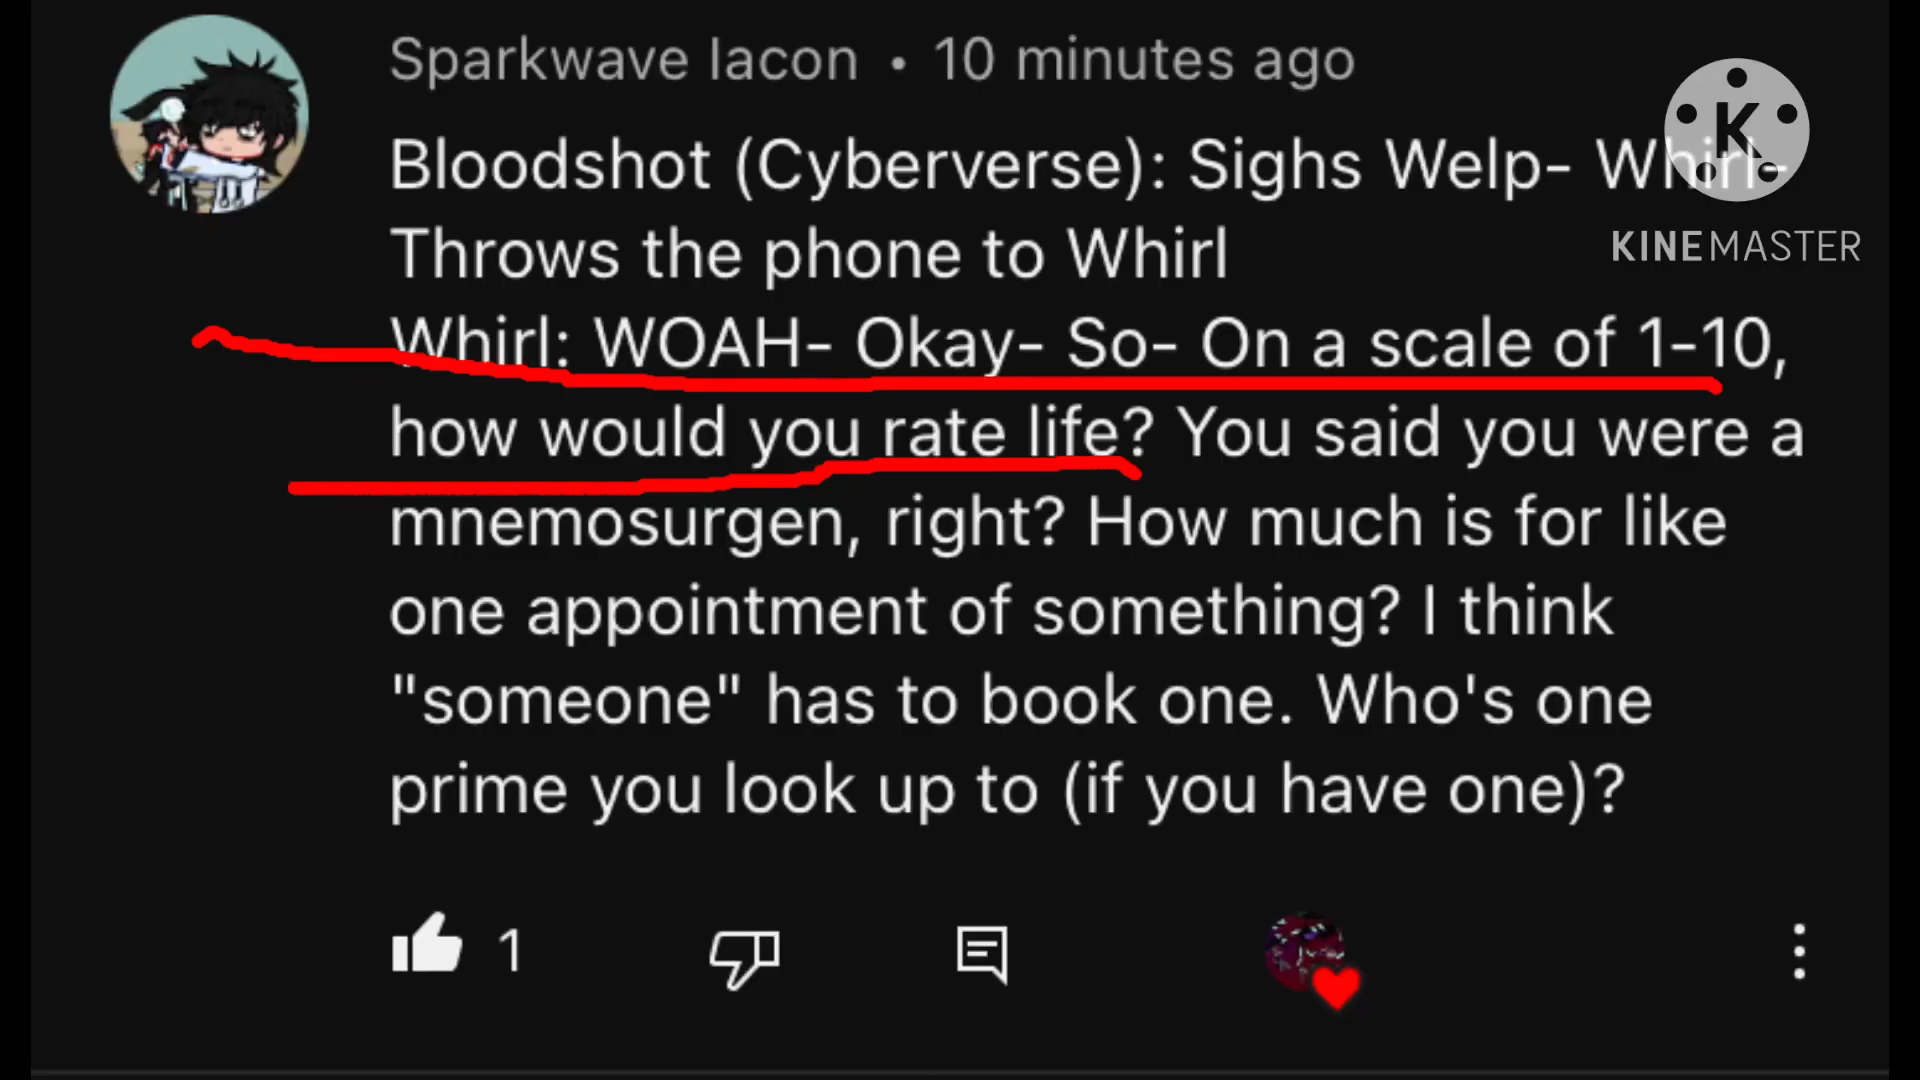 Sparkwave Iacon • 10 minutes ago
Bloodshot (Cyberverse): Sighs Welp- Whirl-
Throws the phone to Whirl
KINEMASTER
Whirl: WOAH- Okay- So- On a scale of 1-10,
how would you rate life? You said you were a
mnemosurgen, right? How much is for like
one appointment of something? I think
"someone" has to book one. Who's one
prime you look up to (if you have one)?
1